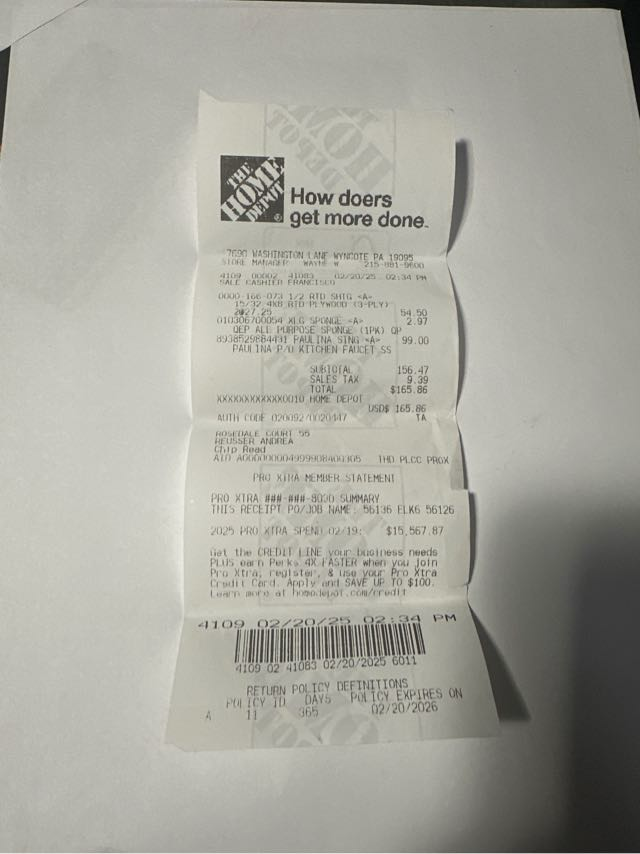 THE HOME DEPOT
How doers
get more done.
7690 WASHINGTON LANE WYNCOTE PA 19095
STORE MANAGER WAYNE W 215-881-9600
4109 00002 41083 02/20/25 02:34 PM
SALE CASHIER FRANCISCO
0000-166-073 1/2 RTD SHTG <A>
15/32 4X8 RTD PLYWOOD (3-PLY)
2@27.25 54.50
010306700054 XLG SPONGE <A> 2.97
QEP ALL PURPOSE SPONGE (1PK) QP
PAULINA SING <A> 99.00
PAULINA P/O KITCHEN FAUCET SS
SUBTOTAL 156.47
SALES TAX 9.39
TOTAL $165.86
XXXXXXXXXXXX0010 HOME DEPOT
USD$ 165.86
AUTH CODE TA
ROSEDALE COURT 55
REUSSER ANDREA
Chip Read
AID THD PLCC PROX
PRO XTRA MEMBER STATEMENT
PRO XTRA ###-###-8030 SUMMARY
THIS RECEIPT PO/JOB NAME: 56136 ELK6 56126
2025 PRO XTRA SPEND 02/19: $15,567.87
Get the CREDIT LINE your business needs
PLUS earn Perks 4X FASTER when you join
Pro Xtra, register, & use your Pro Xtra
Credit Card. Apply and SAVE UP TO $100.
Learn more at homedepot.com/credit
4109 02/20/25 02:34 PM
4109 02 41083 02/20/2025 6011
RETURN POLICY DEFINITIONS
POLICY ID DAYS POLICY EXPIRES ON
A 11 365 02/20/2026